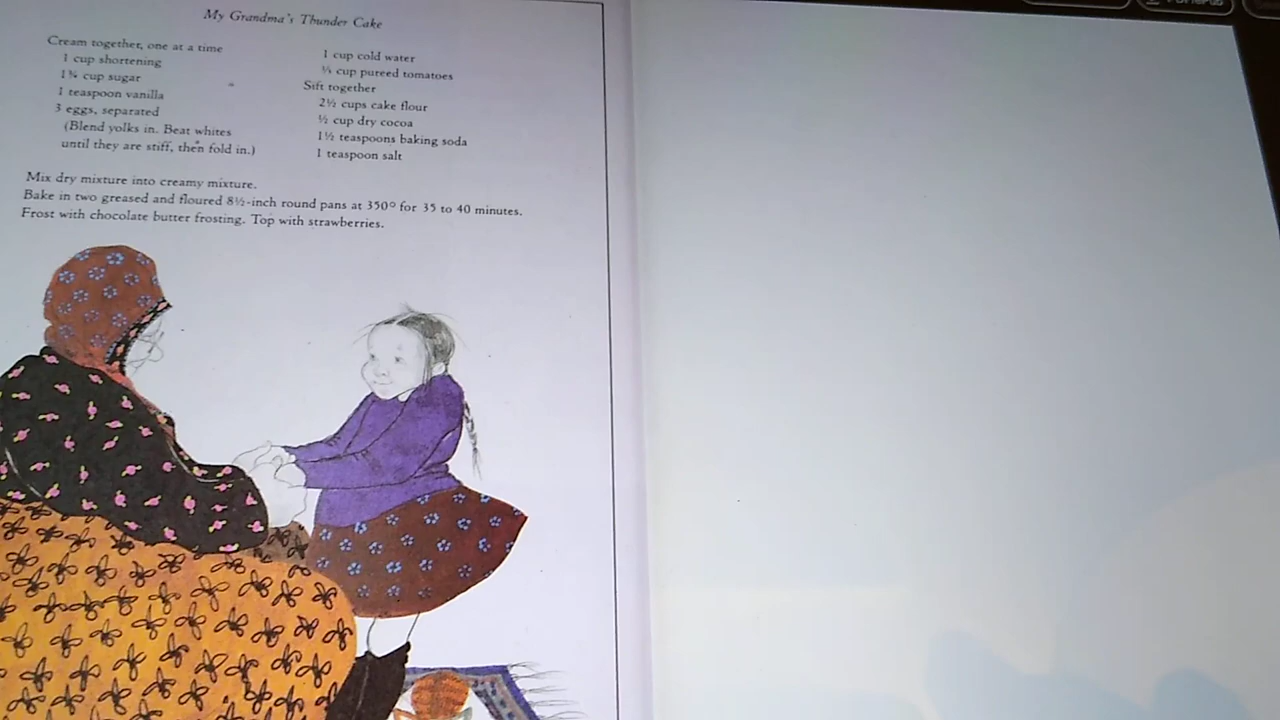 My Grandma's Thunder Cake
Cream together, one at a time
1 cup shortening
1¾ cup sugar
1 teaspoon vanilla
3 eggs, separated
(Blend yolks in. Beat whites
until they are stiff, then fold in.)
1 cup cold water
⅓ cup pureed tomatoes
Sift together
2½ cups cake flour
½ cup dry cocoa
1½ teaspoons baking soda
1 teaspoon salt
Mix dry mixture into creamy mixture.
Bake in two greased and floured 8½-inch round pans at 350° for 35 to 40 minutes.
Frost with chocolate butter frosting. Top with strawberries.